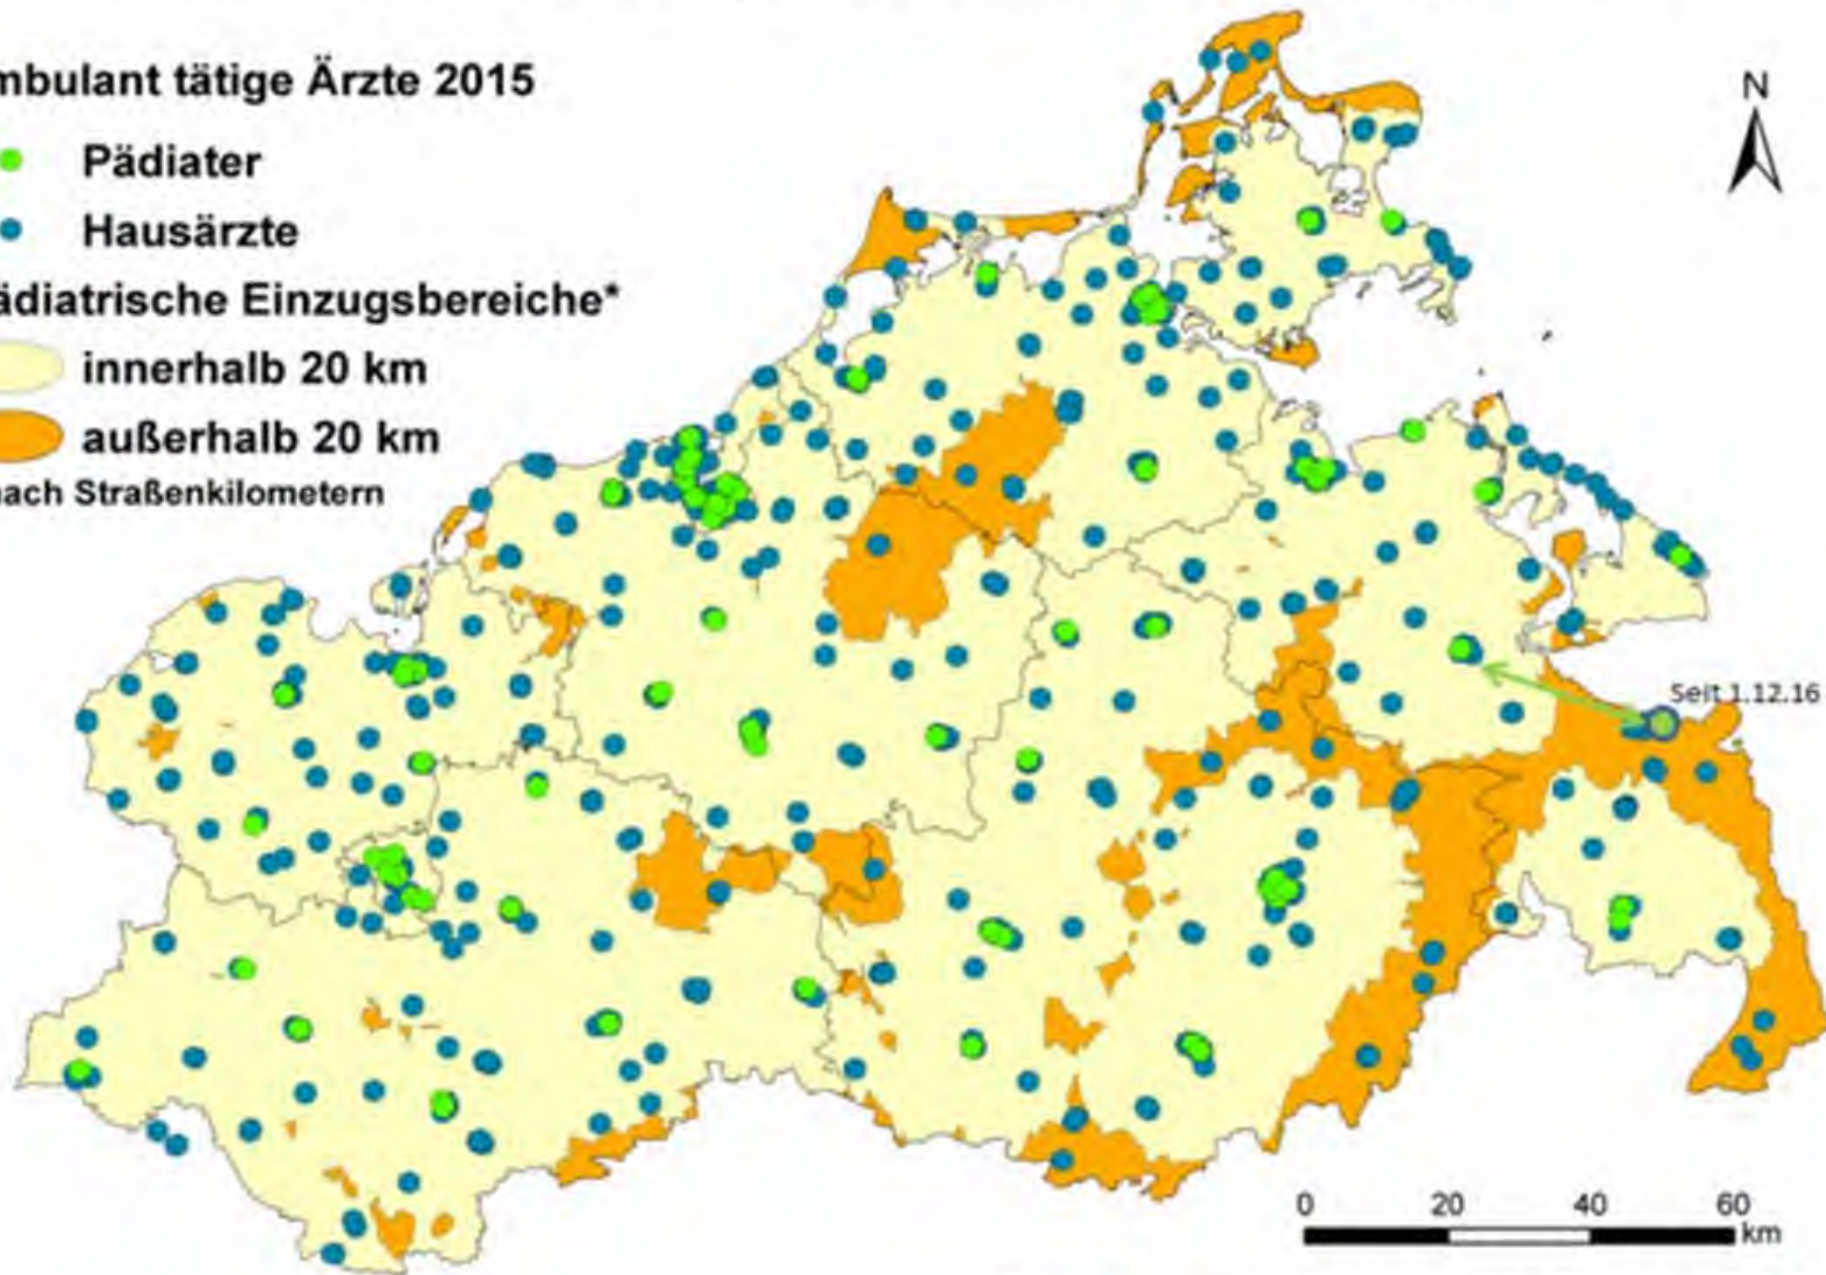 mbulant tätige Ärzte 2015
Pädiater
Hausärzte
ädiatrische Einzugsbereiche*
innerhalb 20 km
außerhalb 20 km
nach Straßenkilometern
N
Seit 1.12.16
0 20 40 60
km